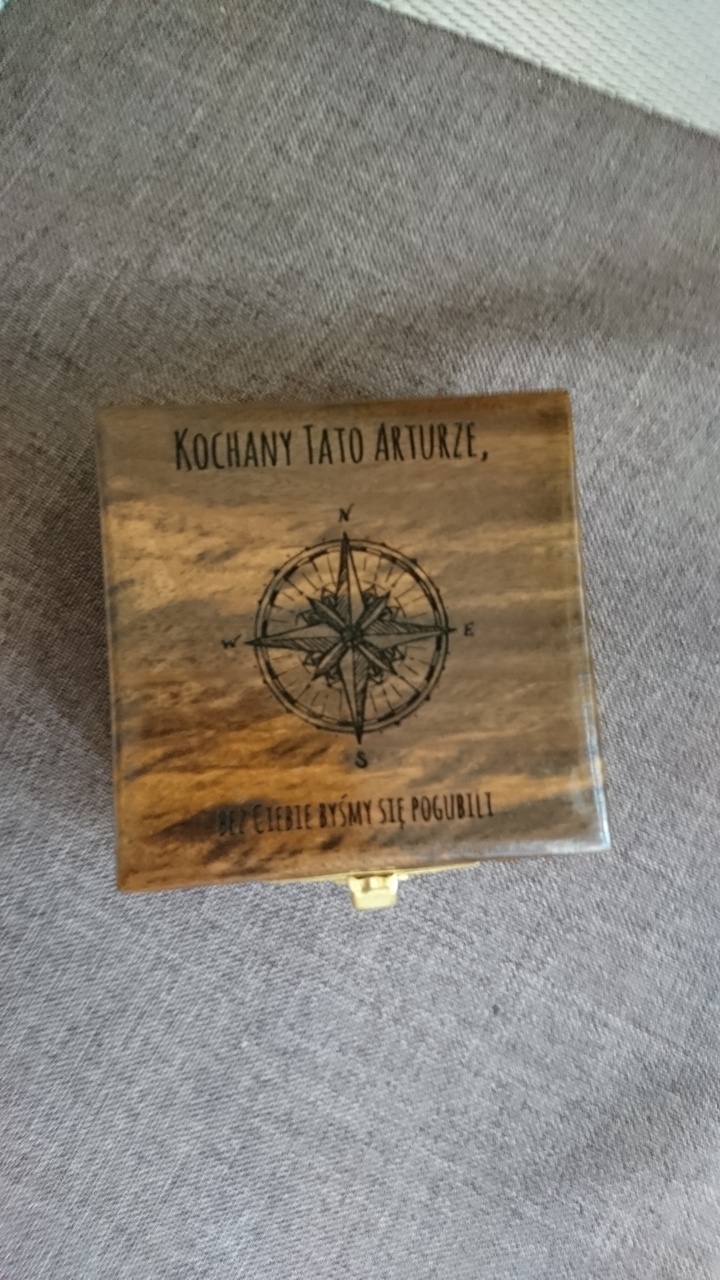 Kochany Tato Arturze,
N
W E
S
bez Ciebie byśmy się pogubili